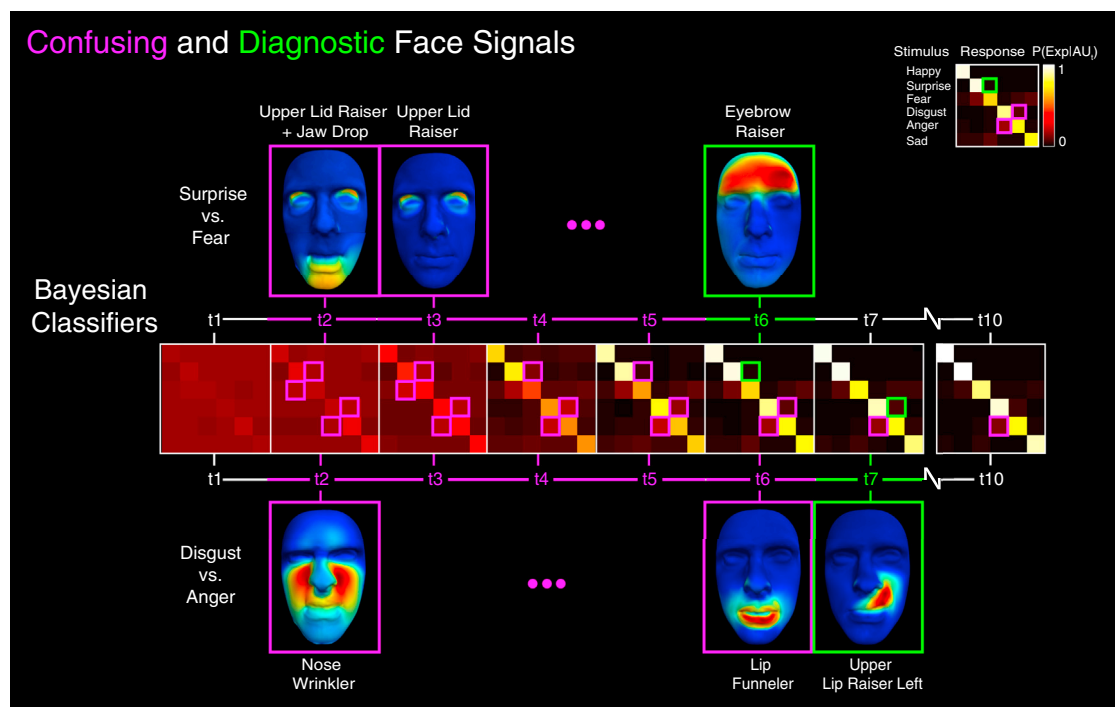 Confusing and Diagnostic Face Signals
Stimulus Response P(Exp|AUt)
Happy
Surprise
Fear
Disgust
Anger
Sad
1
0
Upper Lid Raiser
+ Jaw Drop
Upper Lid
Raiser
Eyebrow
Raiser
Surprise
vs.
Fear
Bayesian
Classifiers
t1 t2 t3 t4 t5 t6 t7 t10
t1 t2 t3 t4 t5 t6 t7 t10
Disgust
vs.
Anger
Nose
Wrinkler
Lip
Funneler
Upper
Lip Raiser Left